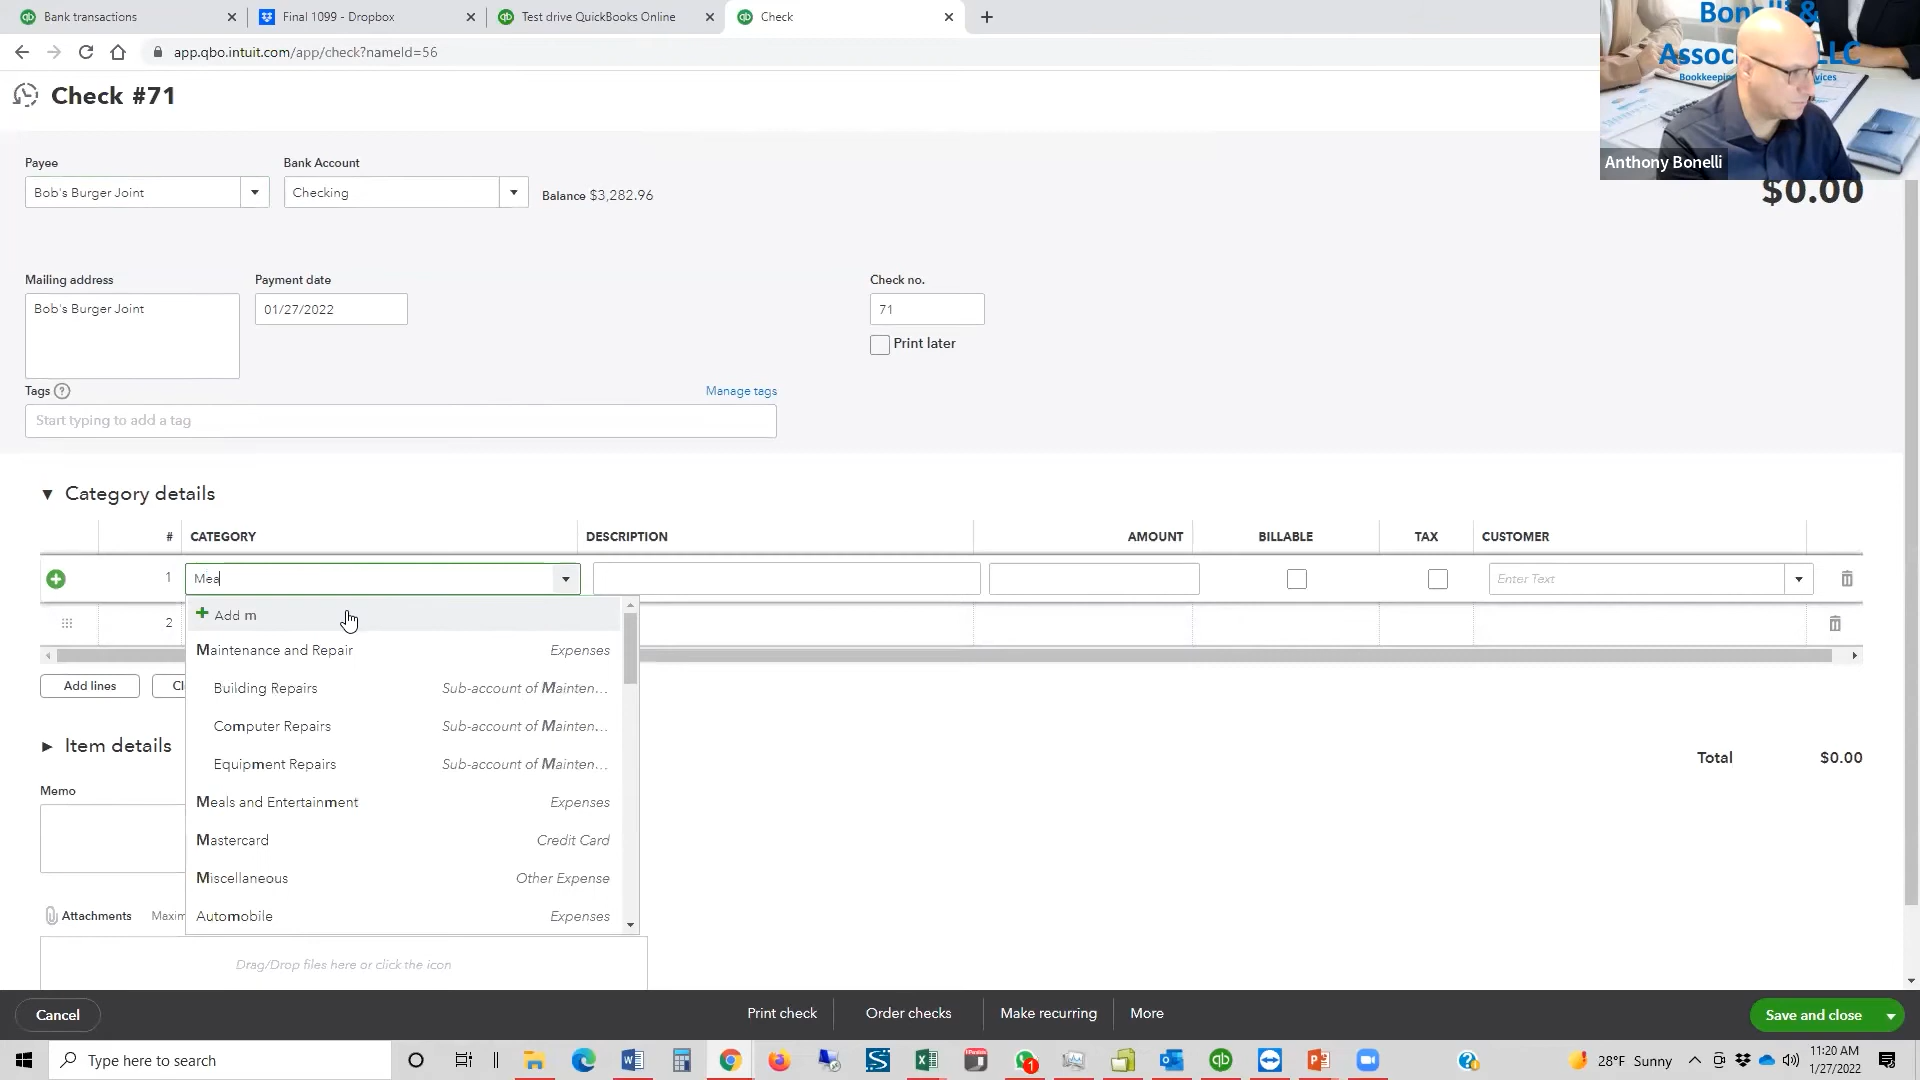 Bank transactions
Final 1099 - Dropbox
Test drive QuickBooks Online
Check
app.qbo.intuit.com/app/check?nameId=56
Check #71
Anthony Bonelli
Payee
Bank Account
Bob's Burger Joint
Checking
Balance $3,282.96
$0.00
Mailing address
Payment date
Check no.
Bob's Burger Joint
01/27/2022
71
Print later
Tags
Manage tags
Start typing to add a tag
Category details
# CATEGORY DESCRIPTION AMOUNT BILLABLE TAX CUSTOMER
1 Mea Enter Text
Add m
2
Maintenance and Repair Expenses
Building Repairs Sub-account of Mainten...
Computer Repairs Sub-account of Mainten...
Equipment Repairs Sub-account of Mainten...
Meals and Entertainment Expenses
Mastercard Credit Card
Miscellaneous Other Expense
Automobile Expenses
Add lines
Item details
Total $0.00
Memo
Attachments
Drag/Drop files here or click the icon
Cancel
Print check
Order checks
Make recurring
More
Save and close
Type here to search
28°F Sunny
11:20 AM
1/27/2022